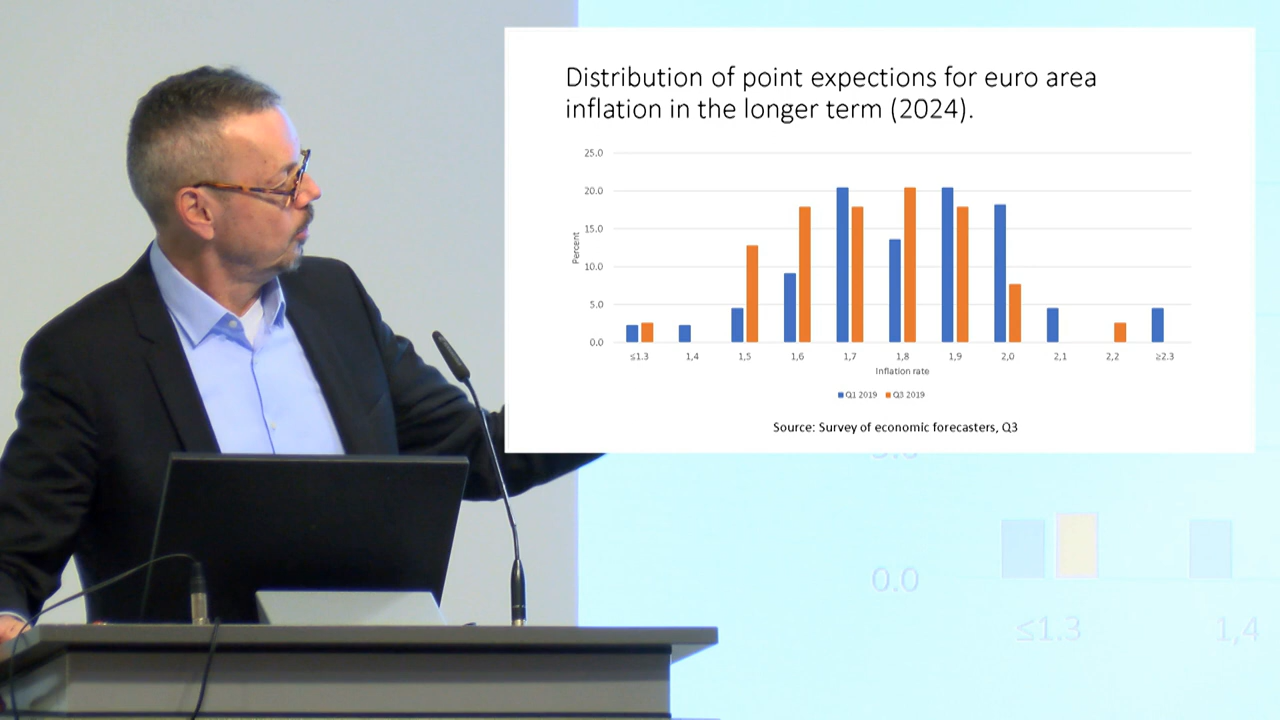 Distribution of point expections for euro area
inflation in the longer term (2024).
25.0
20.0
15.0
10.0
5.0
0.0
Percent
≤1.3 1,4 1,5 1,6 1,7 1,8 1,9 2,0 2,1 2,2 ≥2.3
Inflation rate
Q1 2019 Q3 2019
Source: Survey of economic forecasters, Q3
5.0
0.0
≤1.3 1,4